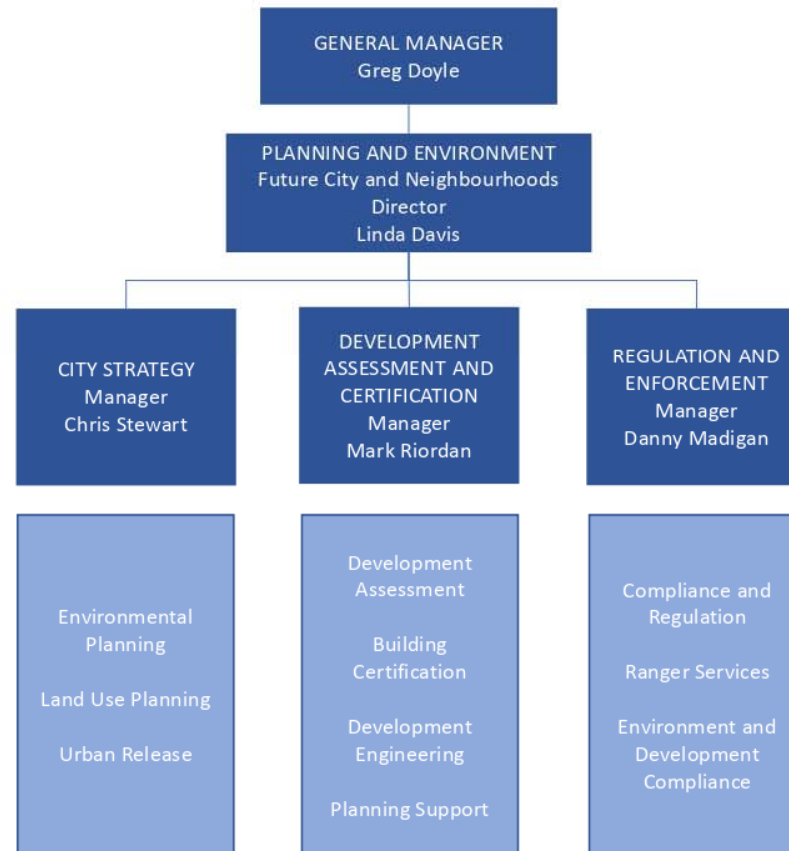 GENERAL MANAGER
Greg Doyle
PLANNING AND ENVIRONMENT
Future City and Neighbourhoods
Director
Linda Davis
CITY STRATEGY
Manager
Chris Stewart
DEVELOPMENT
ASSESSMENT AND
CERTIFICATION
Manager
Mark Riordan
REGULATION AND
ENFORCEMENT
Manager
Danny Madigan
Environmental
Planning
Land Use Planning
Urban Release
Development
Assessment
Building
Certification
Development
Engineering
Planning Support
Compliance and
Regulation
Ranger Services
Environment and
Development
Compliance